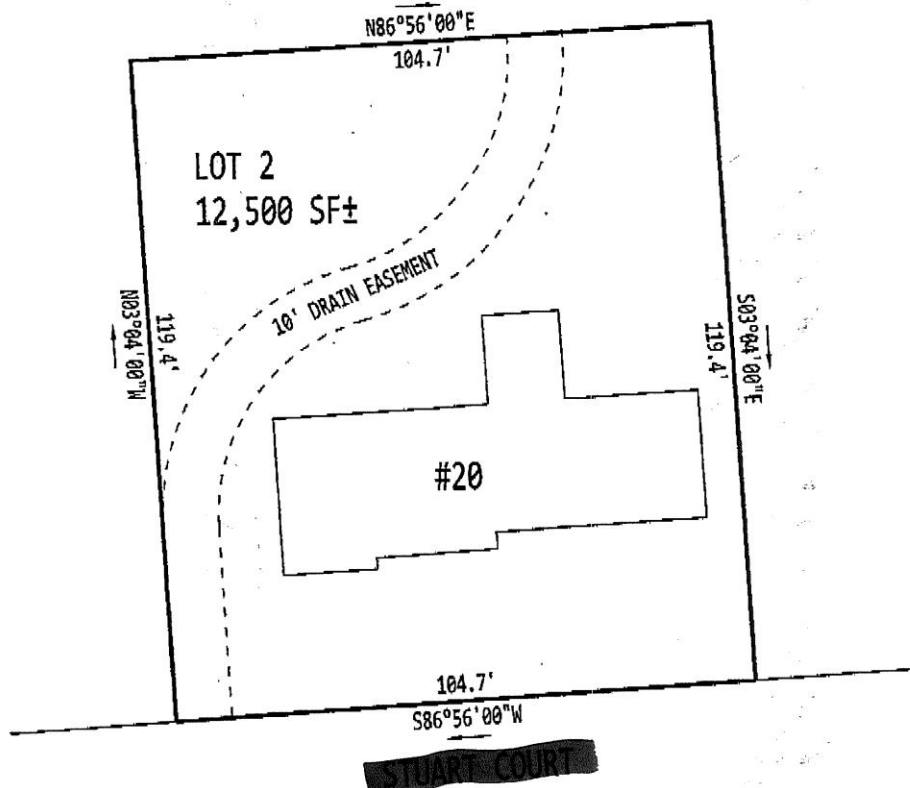 N86°56'00"E
104.7'
LOT 2
12,500 SF±
10' DRAIN EASEMENT
N03°04'00"W
119.4'
S03°04'00"E
119.4'
#20
104.7'
S86°56'00"W
STUART COURT